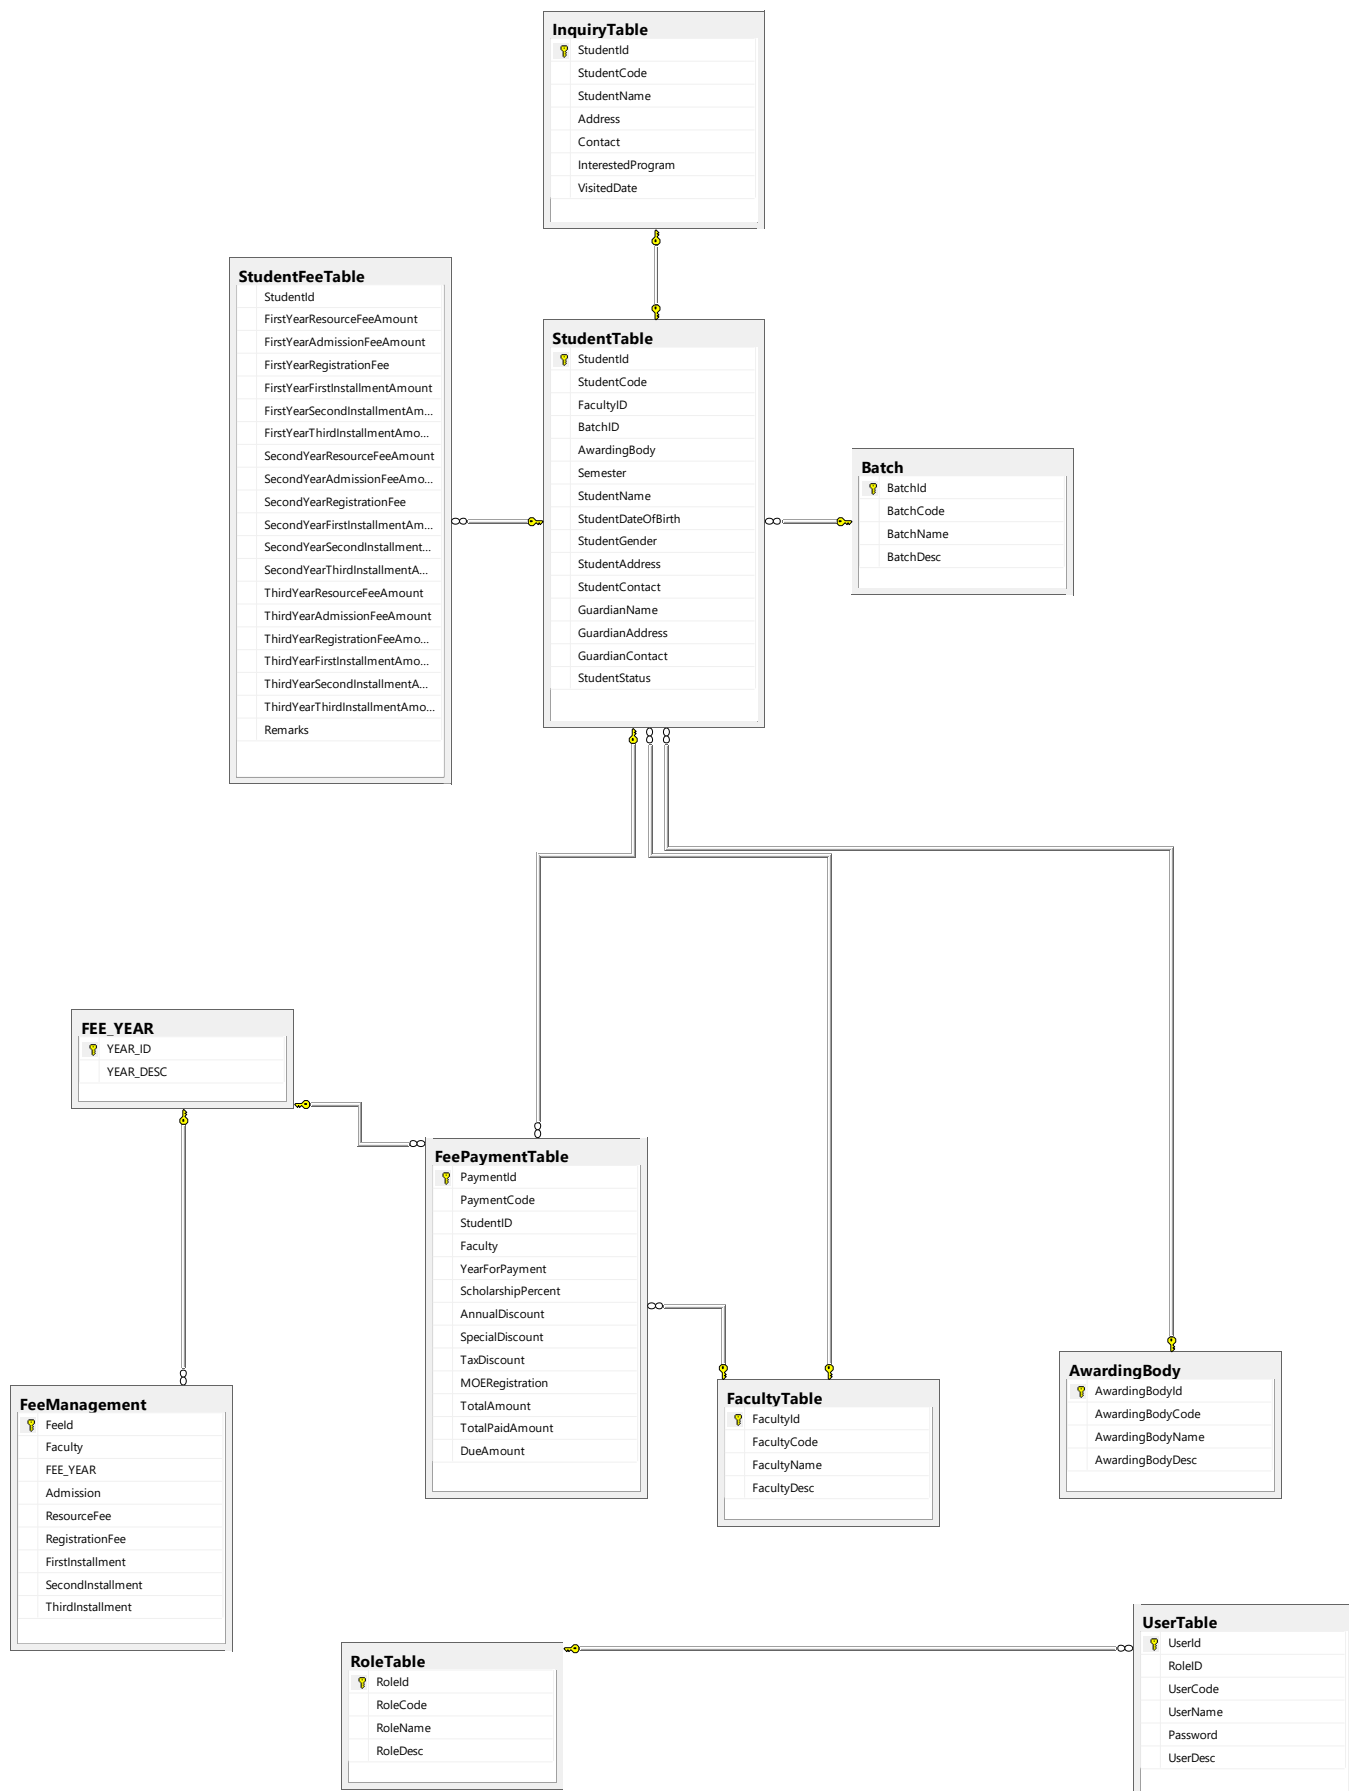 InquiryTable
StudentId
StudentCode
StudentName
Address
Contact
InterestedProgram
VisitedDate
StudentFeeTable
StudentId
FirstYearResourceFeeAmount
FirstYearAdmissionFeeAmount
FirstYearRegistrationFee
FirstYearFirstInstallmentAmount
FirstYearSecondInstallmentAm...
FirstYearThirdInstallmentAmo...
SecondYearResourceFeeAmount
SecondYearAdmissionFeeAmo...
SecondYearRegistrationFee
SecondYearFirstInstallmentAm...
SecondYearSecondInstallment...
SecondYearThirdInstallmentA...
ThirdYearResourceFeeAmount
ThirdYearAdmissionFeeAmount
ThirdYearRegistrationFeeAmo...
ThirdYearFirstInstallmentAmo...
ThirdYearSecondInstallmentA...
ThirdYearThirdInstallmentAmo...
Remarks
StudentTable
StudentId
StudentCode
FacultyID
BatchID
AwardingBody
Semester
StudentName
StudentDateOfBirth
StudentGender
StudentAddress
StudentContact
GuardianName
GuardianAddress
GuardianContact
StudentStatus
Batch
BatchId
BatchCode
BatchName
BatchDesc
FEE_YEAR
YEAR_ID
YEAR_DESC
FeePaymentTable
PaymentId
PaymentCode
StudentID
Faculty
YearForPayment
ScholarshipPercent
AnnualDiscount
SpecialDiscount
TaxDiscount
MOERegistration
TotalAmount
TotalPaidAmount
DueAmount
FeeManagement
FeeId
Faculty
FEE_YEAR
Admission
ResourceFee
RegistrationFee
FirstInstallment
SecondInstallment
ThirdInstallment
FacultyTable
FacultyId
FacultyCode
FacultyName
FacultyDesc
AwardingBody
AwardingBodyId
AwardingBodyCode
AwardingBodyName
AwardingBodyDesc
RoleTable
RoleId
RoleCode
RoleName
RoleDesc
UserTable
UserId
RoleID
UserCode
UserName
Password
UserDesc